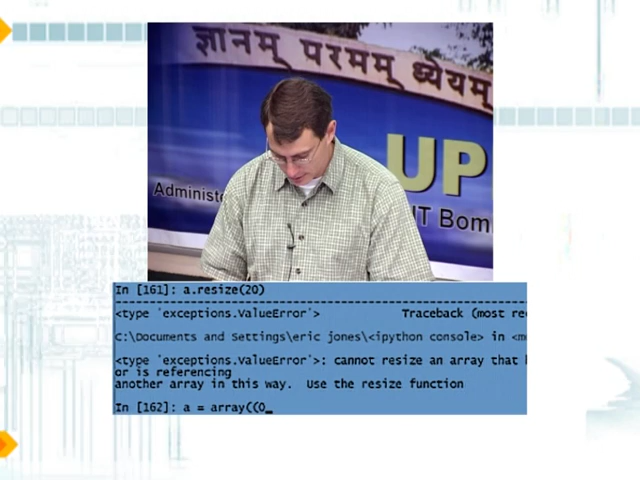 ज्ञानम् परमम् ध्येयम्
UP
Administe
IT Bom
In [161]: a.resize(20)
<type 'exceptions.ValueError'> Traceback (most re
C:\Documents and Settings\eric jones\<ipython console> in <m
<type 'exceptions.ValueError'>: cannot resize an array that
or is referencing
another array in this way. Use the resize function
In [162]: a = array((0_